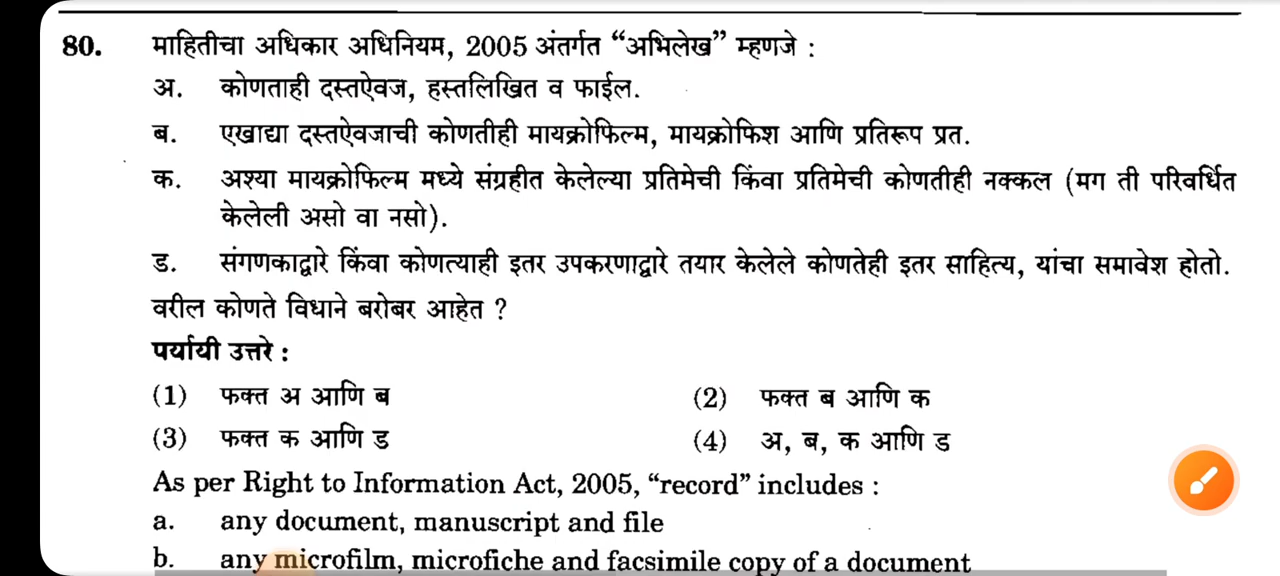 80. माहितीचा अधिकार अधिनियम, 2005 अंतर्गत “अभिलेख” म्हणजे :
अ. कोणताही दस्तऐवज, हस्तलिखित व फाईल.
ब. एखाद्या दस्तऐवजाची कोणतीही मायक्रोफिल्म, मायक्रोफिश आणि प्रतिरूप प्रत.
क. अश्या मायक्रोफिल्म मध्ये संग्रहीत केलेल्या प्रतिमेची किंवा प्रतिमेची कोणतीही नक्कल (मग ती परिवर्धित
केलेली असो वा नसो).
ड. संगणकाद्वारे किंवा कोणत्याही इतर उपकरणाद्वारे तयार केलेले कोणतेही इतर साहित्य, यांचा समावेश होतो.
वरील कोणते विधाने बरोबर आहेत ?
पर्यायी उत्तरे :
(1) फक्त अ आणि ब (2) फक्त ब आणि क
(3) फक्त क आणि ड (4) अ, ब, क आणि ड
As per Right to Information Act, 2005, “record” includes :
a. any document, manuscript and file
b. any microfilm, microfiche and facsimile copy of a document